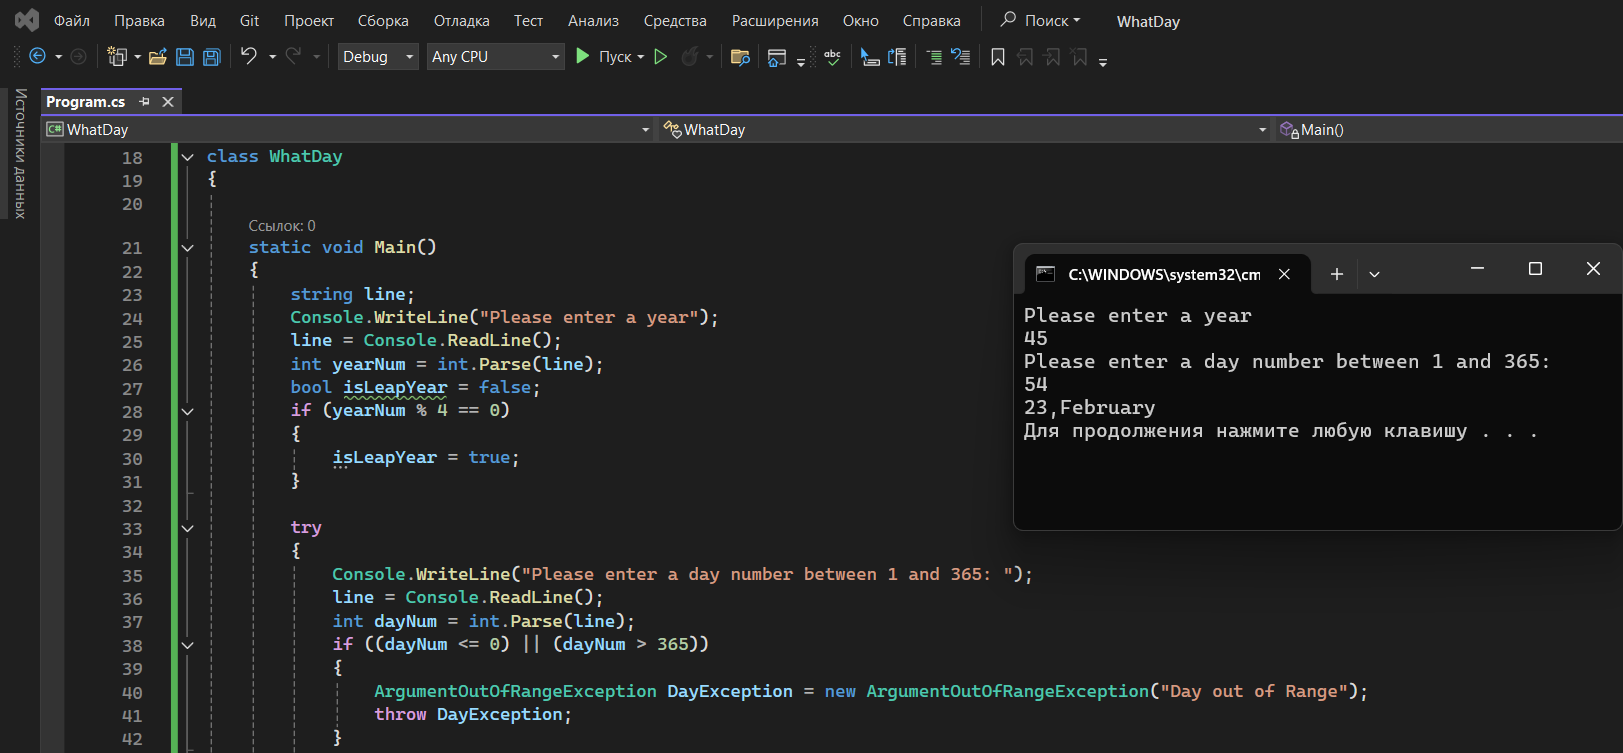 Файл Правка Вид Git Проект Сборка Отладка Тест Анализ Средства Расширения Окно Справка Поиск WhatDay
Debug Any CPU Пуск abc
Источники данных
Program.cs
C# WhatDay WhatDay Main()
18 class WhatDay
19 {
20
Ссылок: 0
21 static void Main()
22 {
23 string line;
24 Console.WriteLine("Please enter a year");
25 line = Console.ReadLine();
26 int yearNum = int.Parse(line);
27 bool isLeapYear = false;
28 if (yearNum % 4 == 0)
29 {
30 isLeapYear = true;
31 }
32
33 try
34 {
35 Console.WriteLine("Please enter a day number between 1 and 365: ");
36 line = Console.ReadLine();
37 int dayNum = int.Parse(line);
38 if ((dayNum <= 0) || (dayNum > 365))
39 {
40 ArgumentOutOfRangeException DayException = new ArgumentOutOfRangeException("Day out of Range");
41 throw DayException;
42 }
C:\WINDOWS\system32\cm
Please enter a year
45
Please enter a day number between 1 and 365:
54
23,February
Для продолжения нажмите любую клавишу . . .